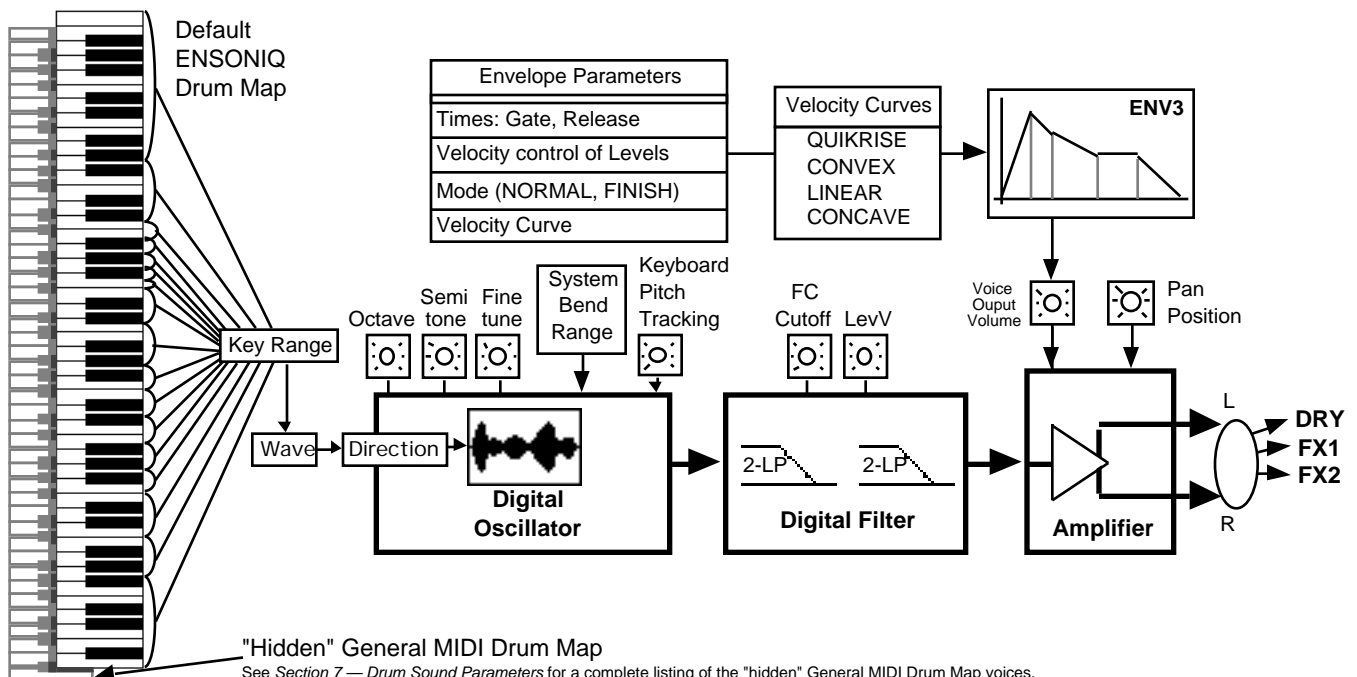 Default
ENSONIQ
Drum Map
Envelope Parameters
Times: Gate, Release
Velocity control of Levels
Mode (NORMAL, FINISH)
Velocity Curve
Velocity Curves
QUIKRISE
CONVEX
LINEAR
CONCAVE
ENV3
Octave
Semi
tone
Fine
tune
System
Bend
Range
Keyboard
Pitch
Tracking
FC
Cutoff
LevV
Voice
Ouput
Volume
Pan
Position
Key Range
Wave
Direction
Digital
Oscillator
2-LP
2-LP
Digital Filter
Amplifier
L
R
DRY
FX1
FX2
"Hidden" General MIDI Drum Map
See Section 7 — Drum Sound Parameters for a complete listing of the "hidden" General MIDI Drum Map voices.